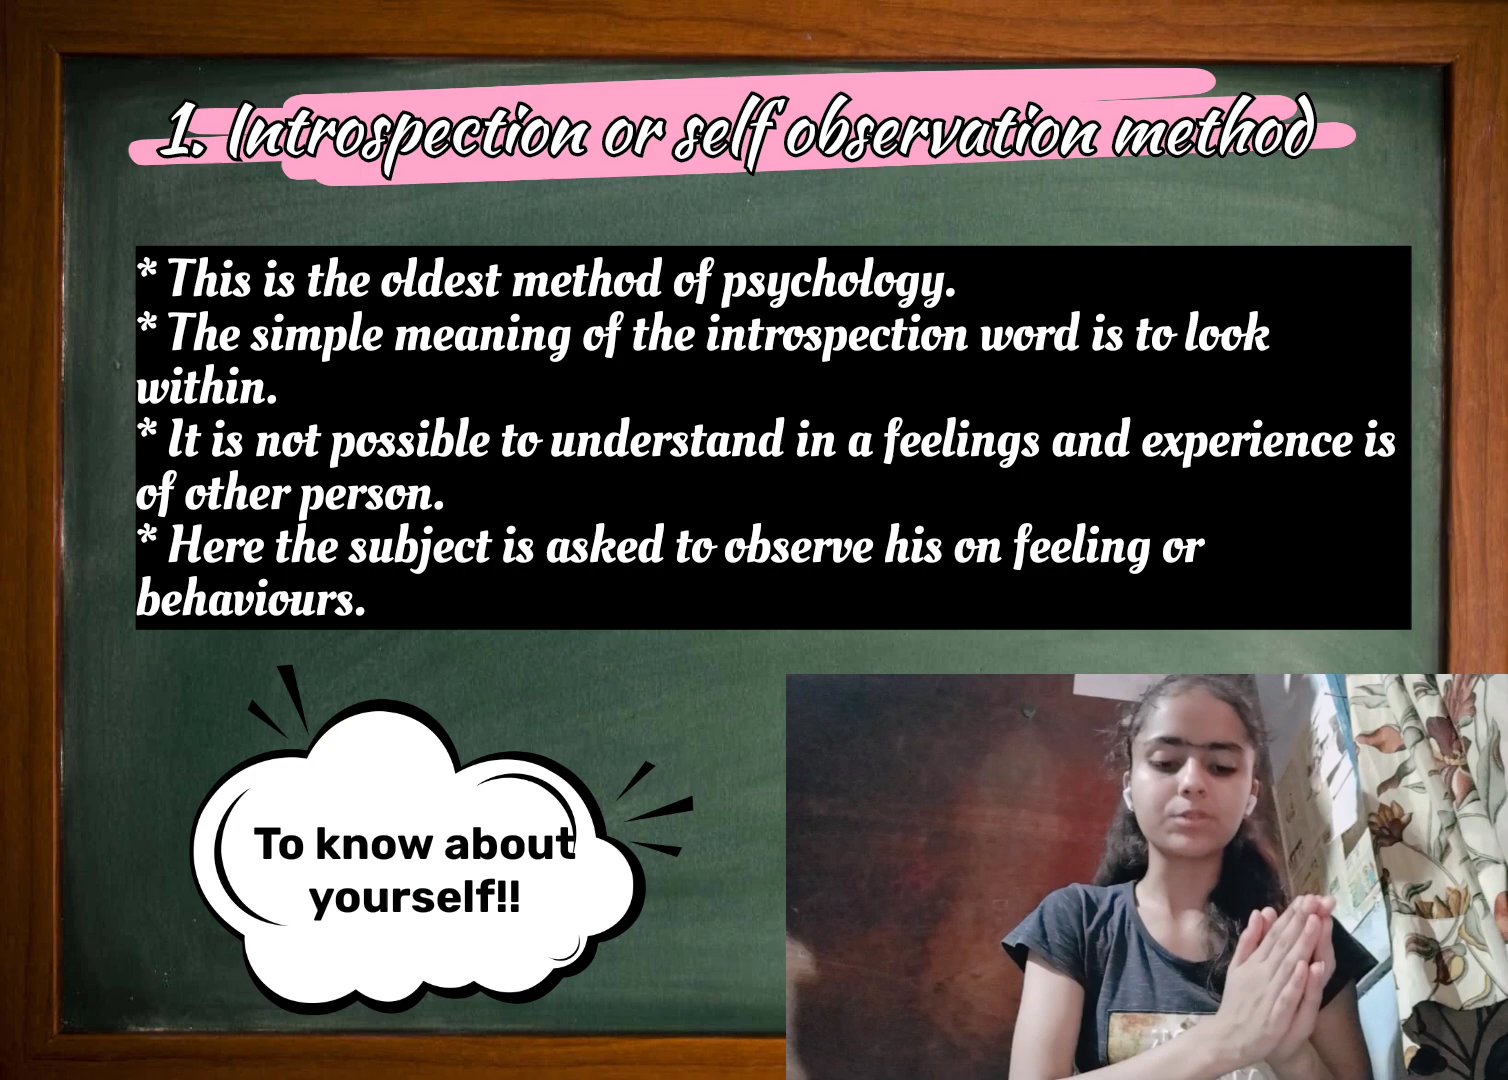 1. Introspection or self observation method
* This is the oldest method of psychology.
* The simple meaning of the introspection word is to look
within.
* It is not possible to understand in a feelings and experience is
of other person.
* Here the subject is asked to observe his on feeling or
behaviours.
To know about
yourself!!